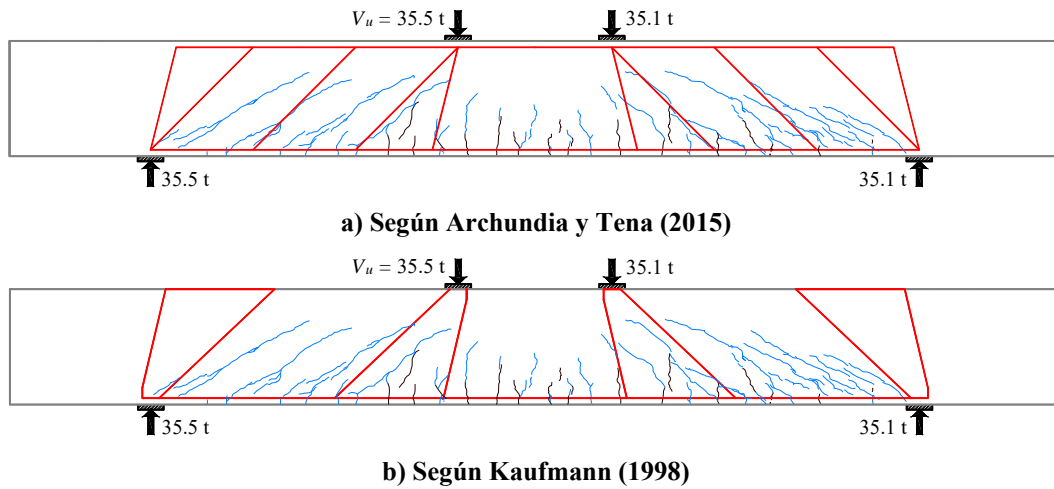 Vu = 35.5 t 35.1 t
35.5 t 35.1 t
a) Según Archundia y Tena (2015)
Vu = 35.5 t 35.1 t
35.5 t 35.1 t
b) Según Kaufmann (1998)